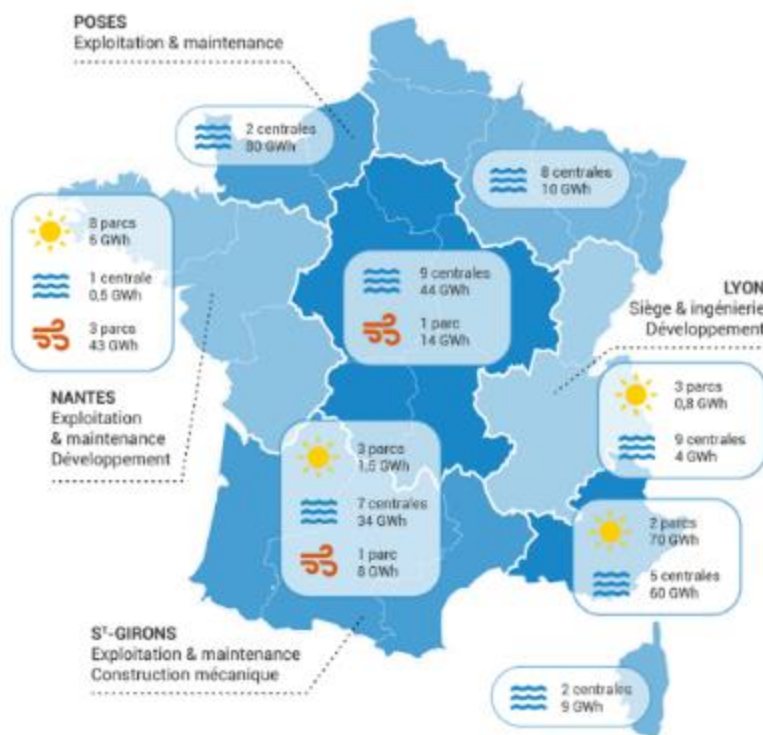 POSES
Exploitation & maintenance
2 centrales
80 GWh
8 centrales
10 GWh
8 parcs
6 GWh
1 centrale
0,5 GWh
3 parcs
43 GWh
9 centrales
44 GWh
1 parc
14 GWh
LYON
Siège & ingénierie
Développement
3 parcs
0,8 GWh
9 centrales
4 GWh
NANTES
Exploitation
& maintenance
Développement
3 parcs
1,5 GWh
7 centrales
34 GWh
1 parc
8 GWh
2 parcs
70 GWh
5 centrales
60 GWh
Sᵀ-GIRONS
Exploitation & maintenance
Construction mécanique
2 centrales
9 GWh